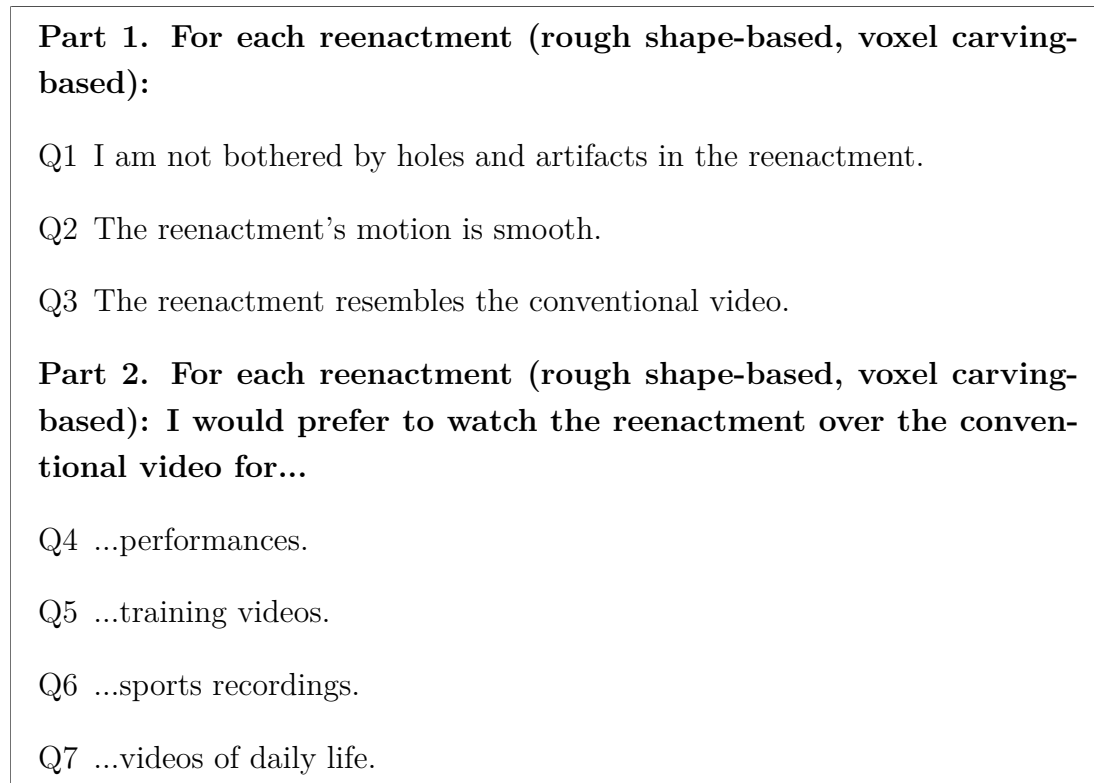 Part 1. For each reenactment (rough shape-based, voxel carving-
based):
Q1 I am not bothered by holes and artifacts in the reenactment.
Q2 The reenactment's motion is smooth.
Q3 The reenactment resembles the conventional video.
Part 2. For each reenactment (rough shape-based, voxel carving-
based): I would prefer to watch the reenactment over the conven-
tional video for...
Q4 ...performances.
Q5 ...training videos.
Q6 ...sports recordings.
Q7 ...videos of daily life.